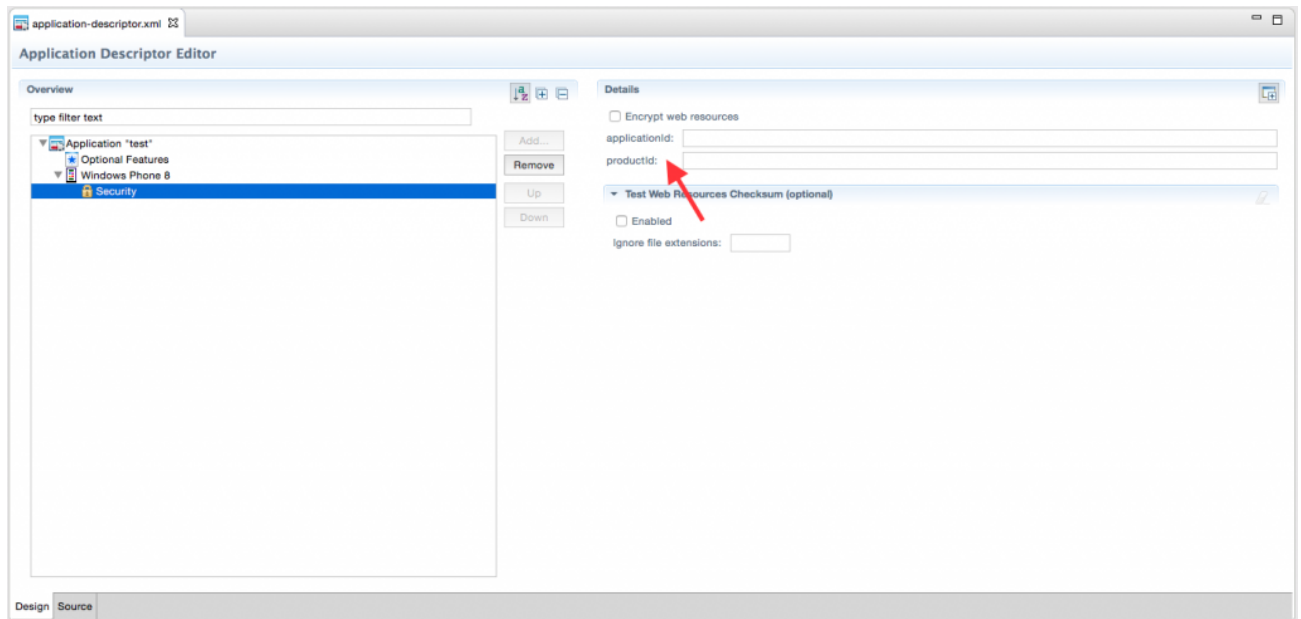 application-descriptor.xml
Application Descriptor Editor
Overview
type filter text
Application "test"
Optional Features
Windows Phone 8
Security
Add...
Remove
Up
Down
Details
Encrypt web resources
applicationId:
productId:
Test Web Resources Checksum (optional)
Enabled
Ignore file extensions:
Design Source